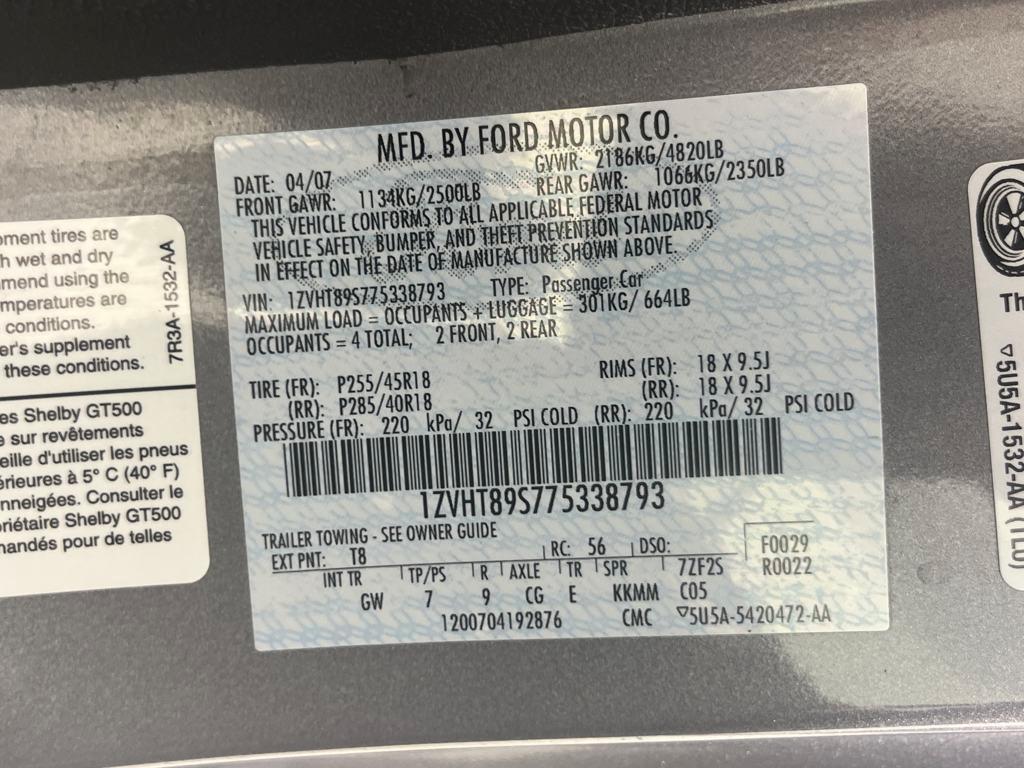 MFD. BY FORD MOTOR CO.
DATE: 04/07 GVWR: 2186KG/4820LB
FRONT GAWR: 1134KG/2500LB REAR GAWR: 1066KG/2350LB
THIS VEHICLE CONFORMS TO ALL APPLICABLE FEDERAL MOTOR
VEHICLE SAFETY, BUMPER, AND THEFT PREVENTION STANDARDS
IN EFFECT ON THE DATE OF MANUFACTURE SHOWN ABOVE.
VIN: 1ZVHT89S775338793 TYPE: Passenger Car
MAXIMUM LOAD = OCCUPANTS + LUGGAGE = 301KG/ 664LB
OCCUPANTS = 4 TOTAL; 2 FRONT, 2 REAR
TIRE (FR): P255/45R18 RIMS (FR): 18 X 9.5J
(RR): P285/40R18 (RR): 18 X 9.5J
PRESSURE (FR): 220 kPa/ 32 PSI COLD (RR): 220 kPa/ 32 PSI COLD
1ZVHT89S775338793
TRAILER TOWING - SEE OWNER GUIDE
EXT PNT: T8 RC: 56 DSO: F0029
INT TR TP/PS R AXLE TR SPR 7ZF2S R0022
GW 7 9 CG E KKMM C05
1200704192876 CMC ▽5U5A-5420472-AA
oment tires are
h wet and dry
mmend using the
mperatures are
conditions.
er's supplement
these conditions.
7R3A-1532-AA
es Shelby GT500
e sur revêtements
eille d'utiliser les pneus
érieures à 5° C (40° F)
nneigées. Consulter le
priétaire Shelby GT500
mandés pour de telles
Th
▽5U5A-1532-AA (TLU)